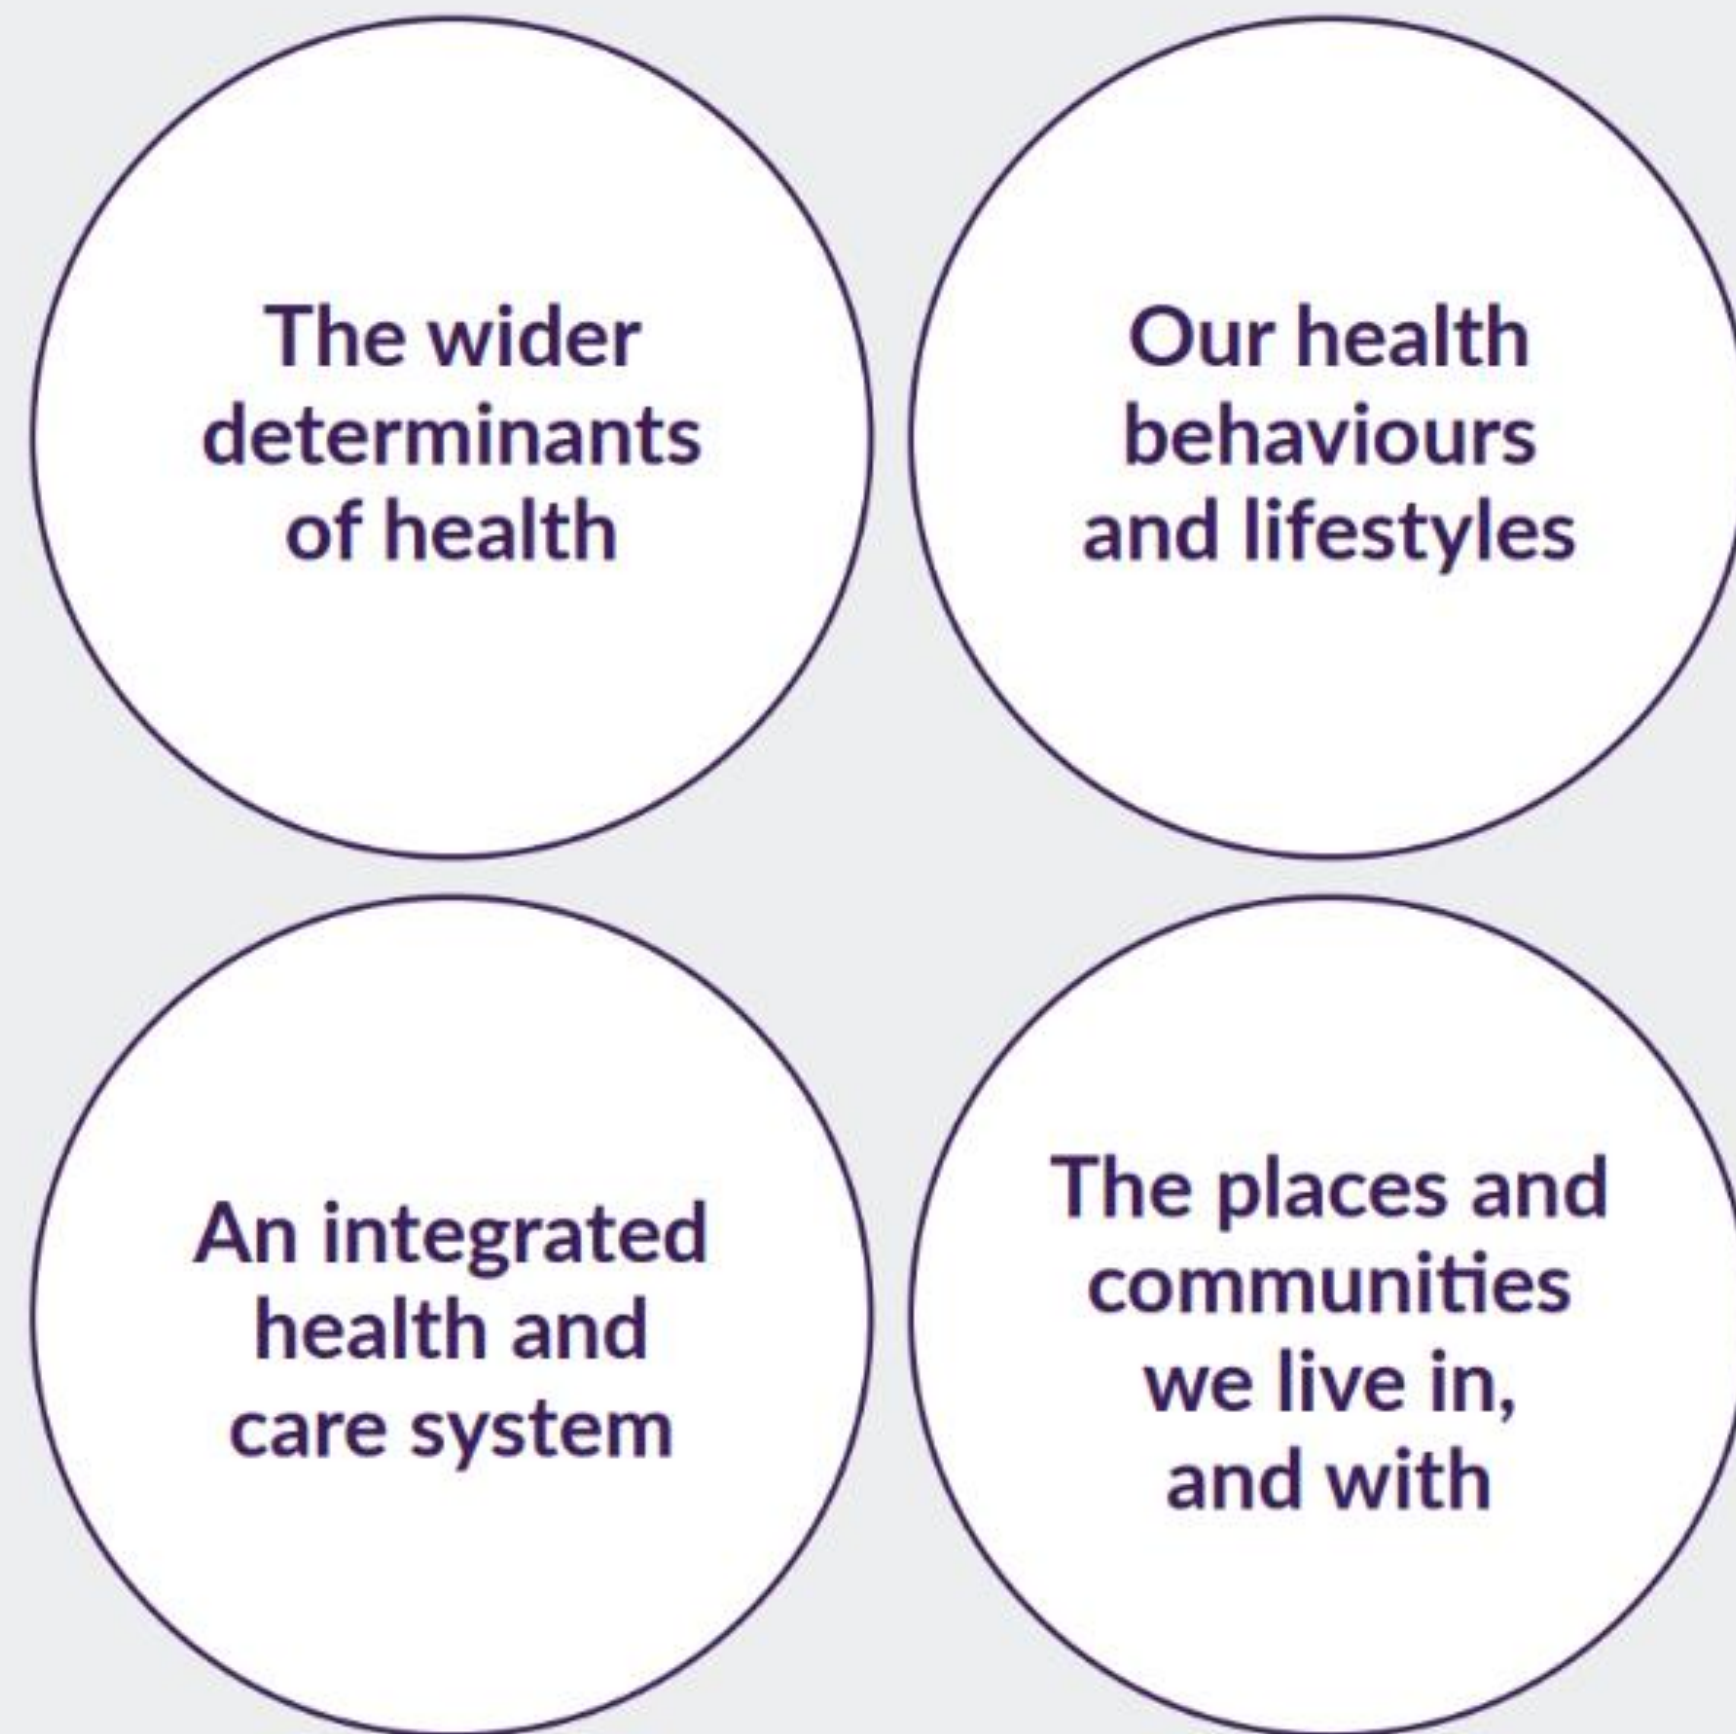 The wider
determinants
of health
Our health
behaviours
and lifestyles
An integrated
health and
care system
The places and
communities
we live in,
and with